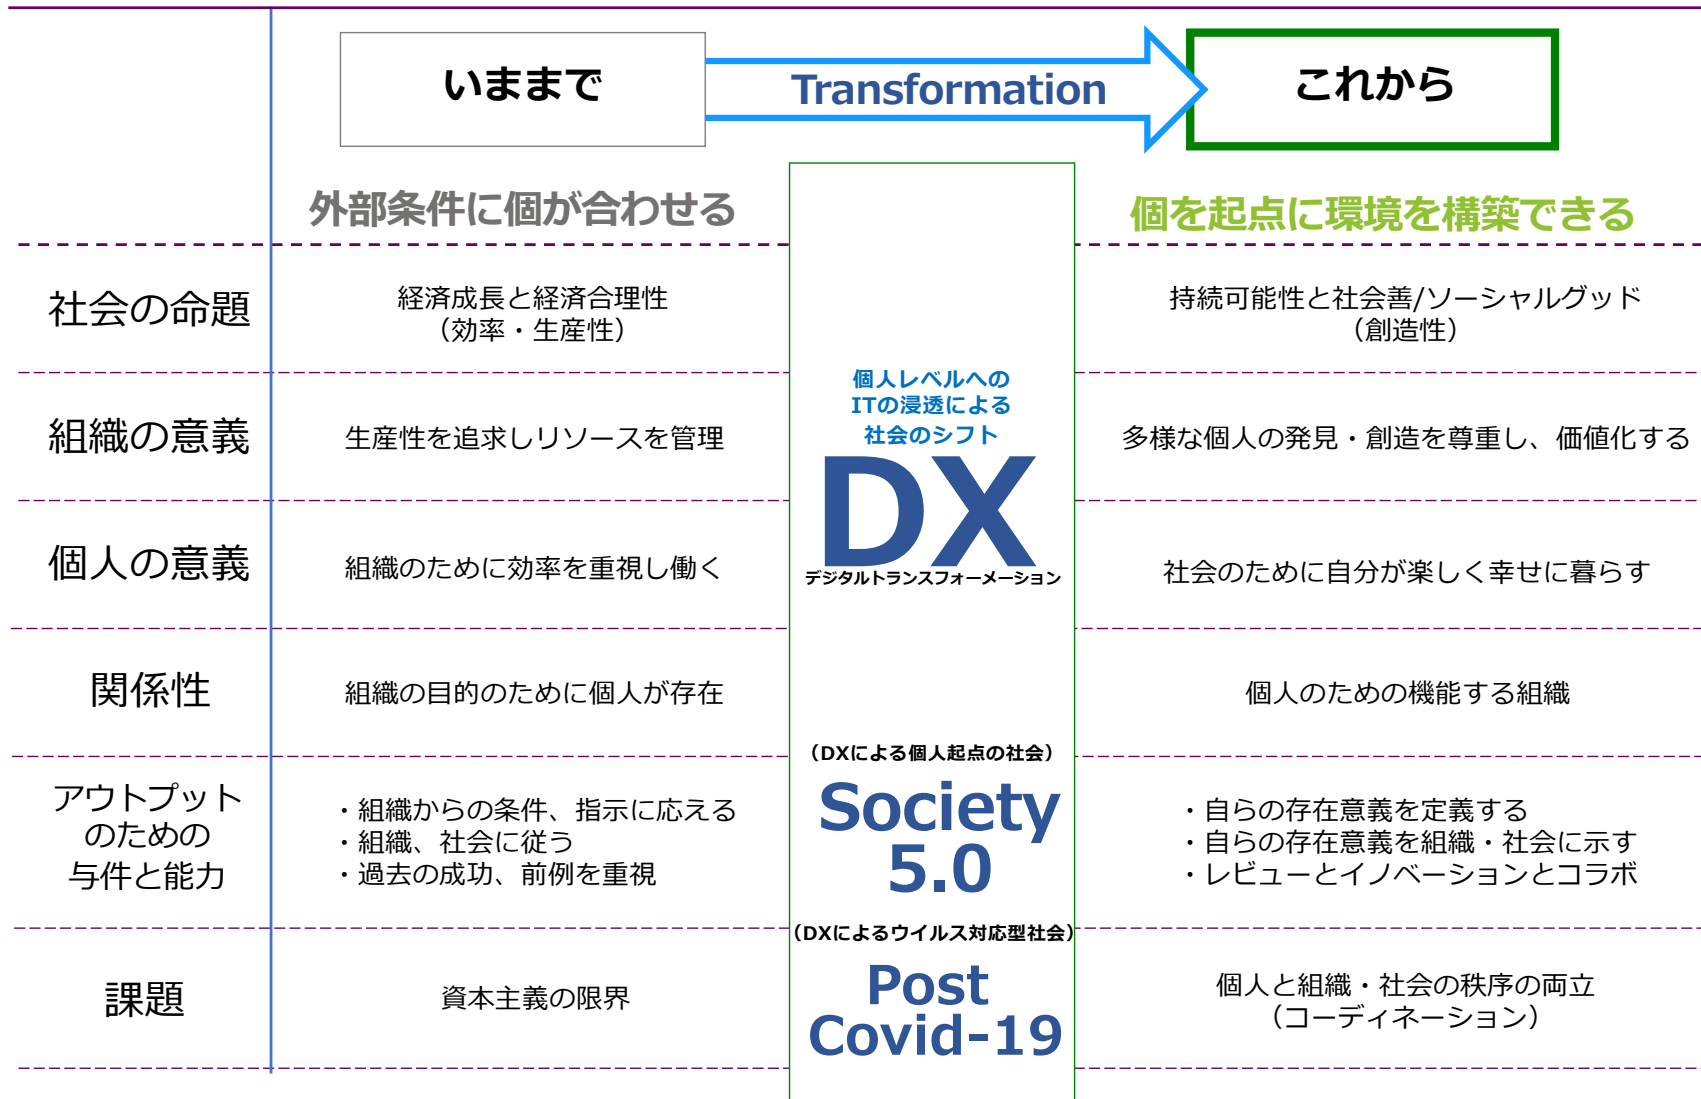 いままで
Transformation
これから
外部条件に個が合わせる
個を起点に環境を構築できる
社会の命題
経済成長と経済合理性
（効率・生産性）
持続可能性と社会善/ソーシャルグッド
（創造性）
個人レベルへの
ITの浸透による
社会のシフト
DX
デジタルトランスフォーメーション
組織の意義
生産性を追求しリソースを管理
多様な個人の発見・創造を尊重し、価値化する
個人の意義
組織のために効率を重視し働く
社会のために自分が楽しく幸せに暮らす
関係性
組織の目的のために個人が存在
個人のための機能する組織
（DXによる個人起点の社会）
Society
5.0
アウトプット
のための
与件と能力
・組織からの条件、指示に応える
・組織、社会に従う
・過去の成功、前例を重視
・自らの存在意義を定義する
・自らの存在意義を組織・社会に示す
・レビューとイノベーションとコラボ
（DXによるウイルス対応型社会）
Post
Covid-19
課題
資本主義の限界
個人と組織・社会の秩序の両立
（コーディネーション）